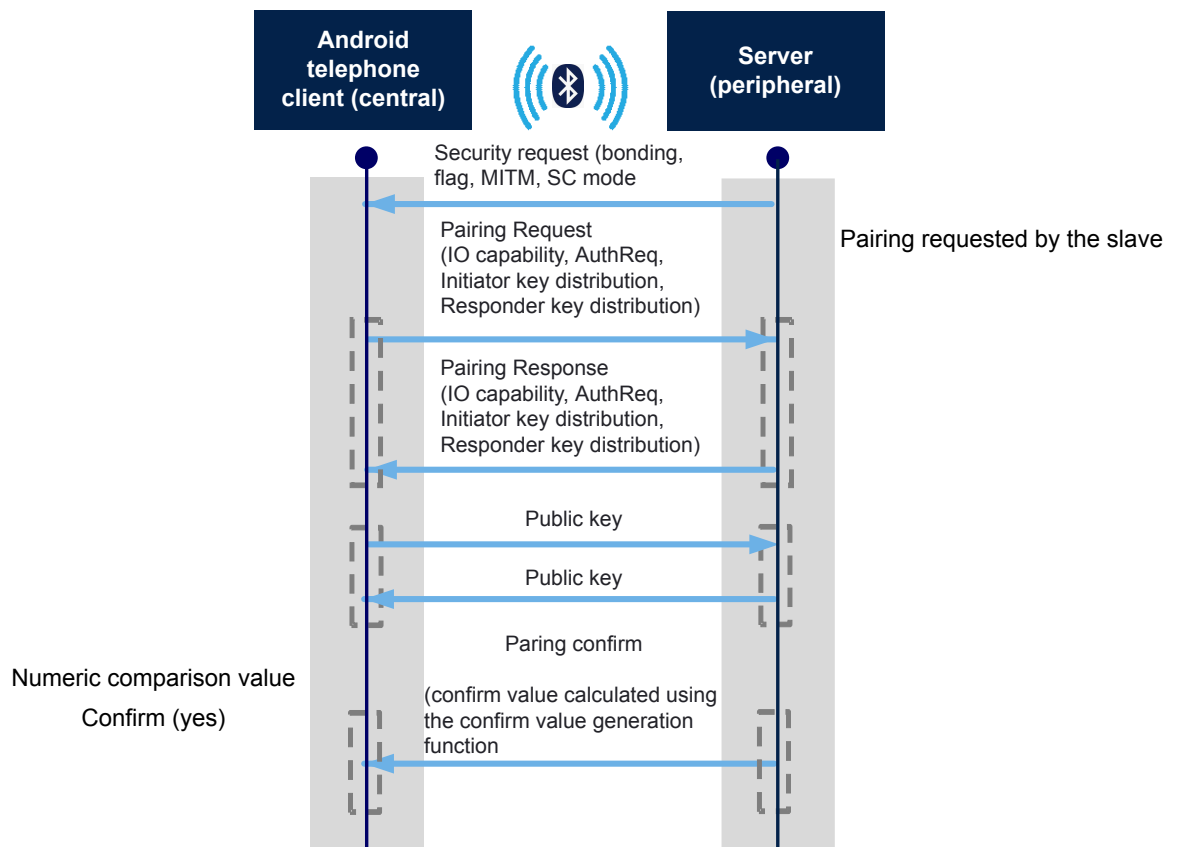 Android
telephone
client (central)
Server
(peripheral)
Security request (bonding,
flag, MITM, SC mode
Pairing requested by the slave
Pairing Request
(IO capability, AuthReq,
Initiator key distribution,
Responder key distribution)
Pairing Response
(IO capability, AuthReq,
Initiator key distribution,
Responder key distribution)
Public key
Public key
Paring confirm
Numeric comparison value
Confirm (yes)
(confirm value calculated using
the confirm value generation
function